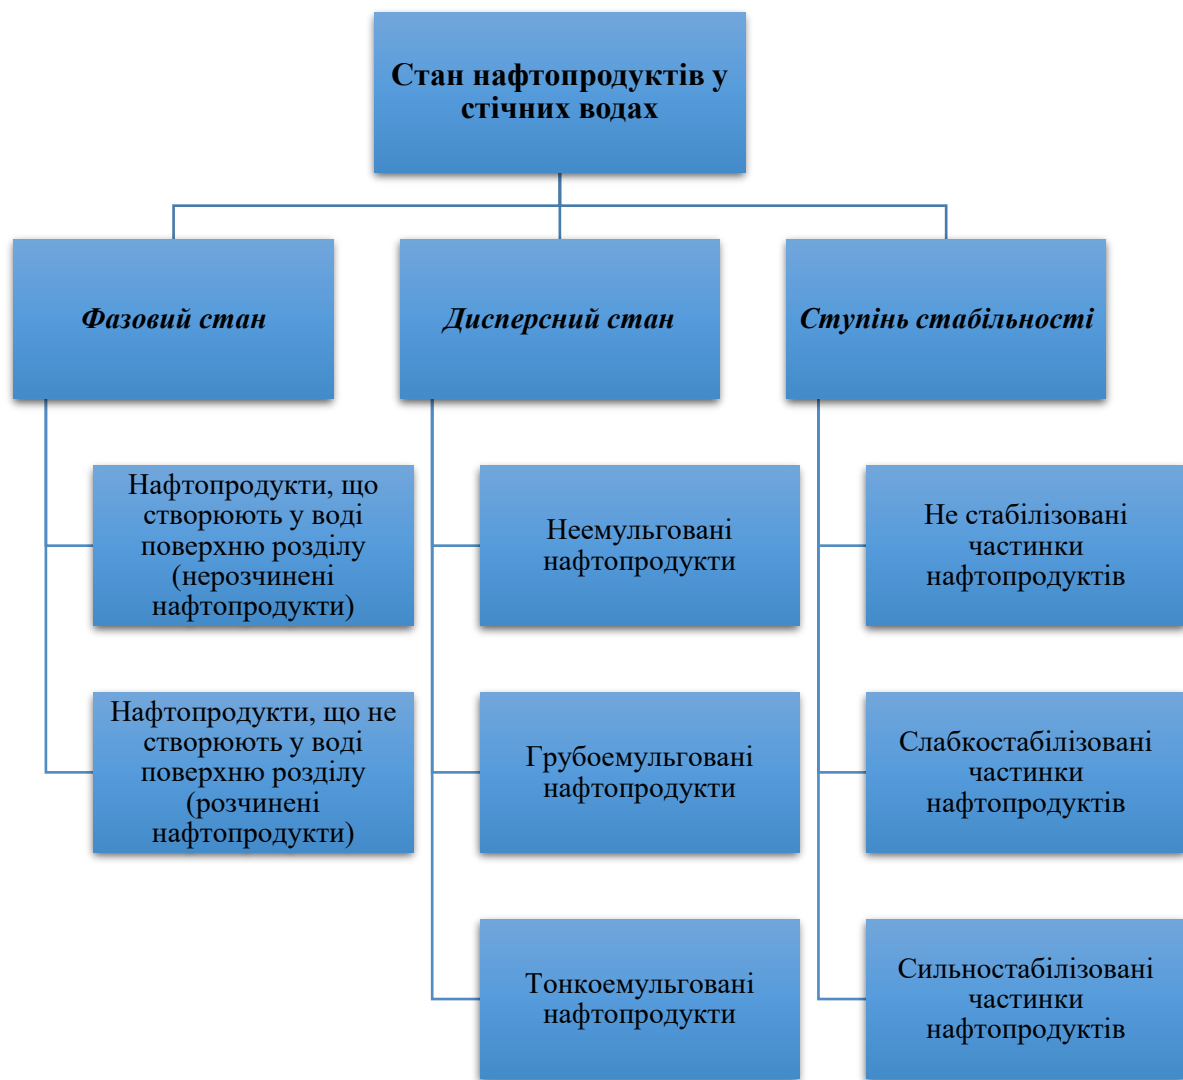 Стан нафтопродуктів у
стічних водах
Фазовий стан
Нафтопродукти, що
створюють у воді
поверхню розділу
(нерозчинені
нафтопродукти)
Нафтопродукти, що не
створюють у воді
поверхню розділу
(розчинені
нафтопродукти)
Дисперсний стан
Неемульговані
нафтопродукти
Грубоемульговані
нафтопродукти
Тонкоемульговані
нафтопродукти
Ступінь стабільності
Не стабілізовані
частинки
нафтопродуктів
Слабкостабілізовані
частинки
нафтопродуктів
Сильностабілізовані
частинки
нафтопродуктів